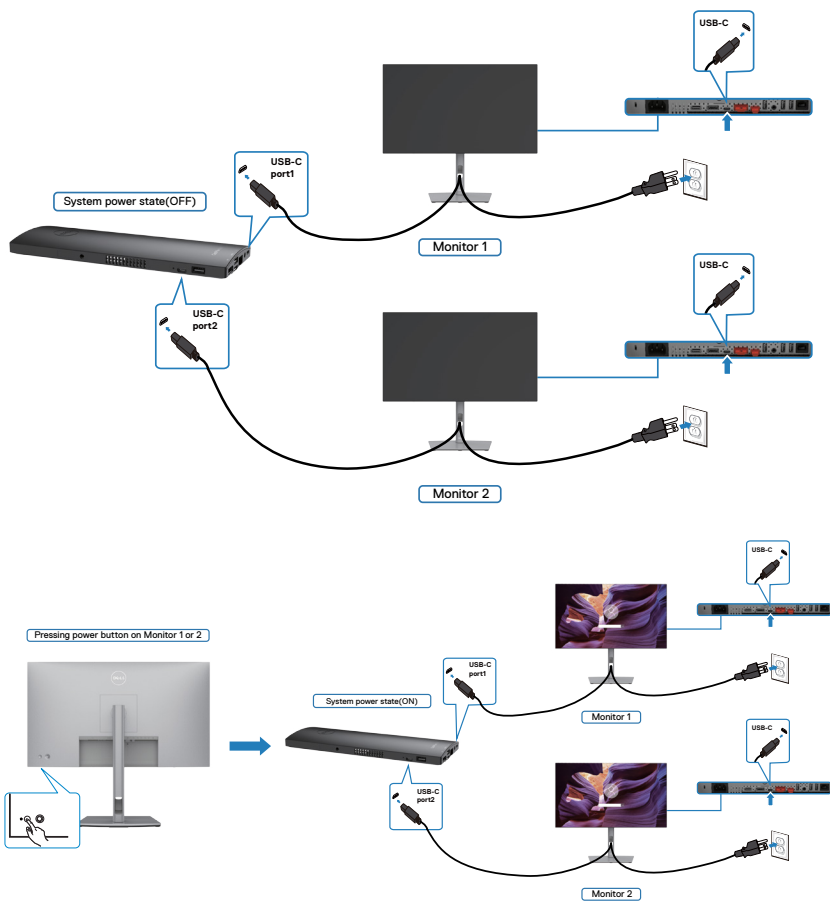 USB-C
USB-C
port1
System power state(OFF)
Monitor 1
USB-C
USB-C
port2
Monitor 2
USB-C
Pressing power button on Monitor 1 or 2
DELL
USB-C
port1
System power state(ON)
Monitor 1
USB-C
USB-C
port2
Monitor 2